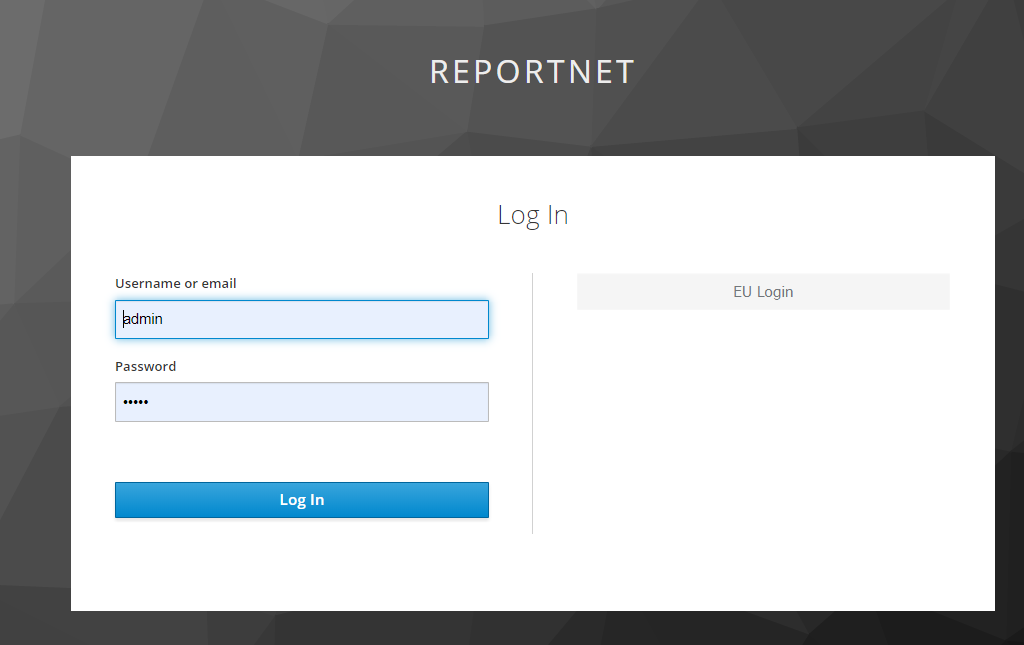 REPORTNET
Log In
Username or email
admin
Password
•••••
Log In
EU Login